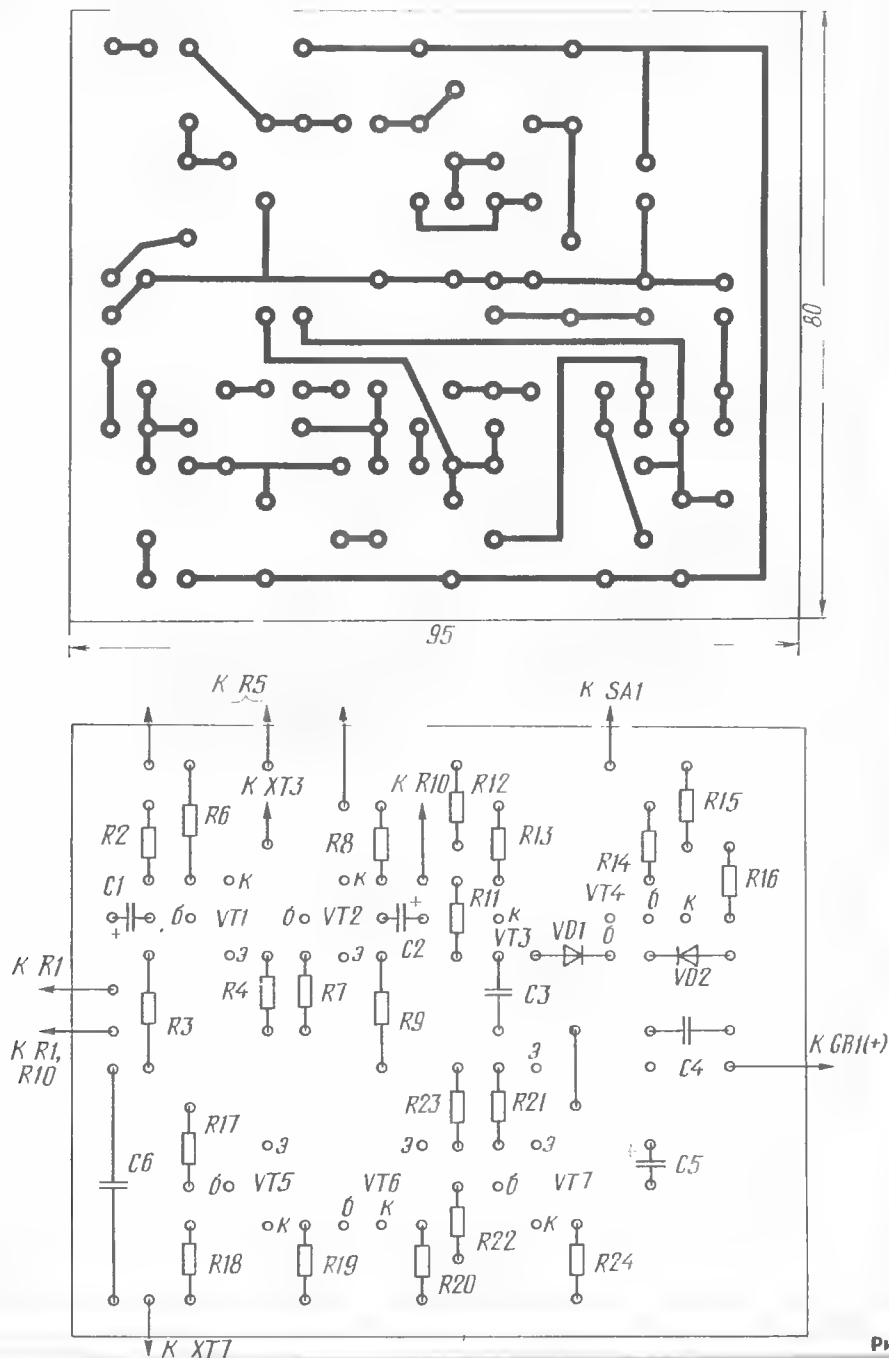 80
95
К R5
К SA1
К XT3
R12
К R10
R15
R6
R2
R8
R13
R14
R16
C1
К
К
R11
VT4
б
К
+
б
VT1
б
VT2
+
К
VT3
VD1
б
Э
Э
C2
VD2
К R1
R4
R7
C3
R3
R9
К R1,
R10
C4
К GB1(+)
Э
R23
R21
R17
C6
Э
Э
Э
+
C5
б
VT5
VT6
б
VT7
б
К
К
К
R22
R18
R19
R20
R24
К XT7